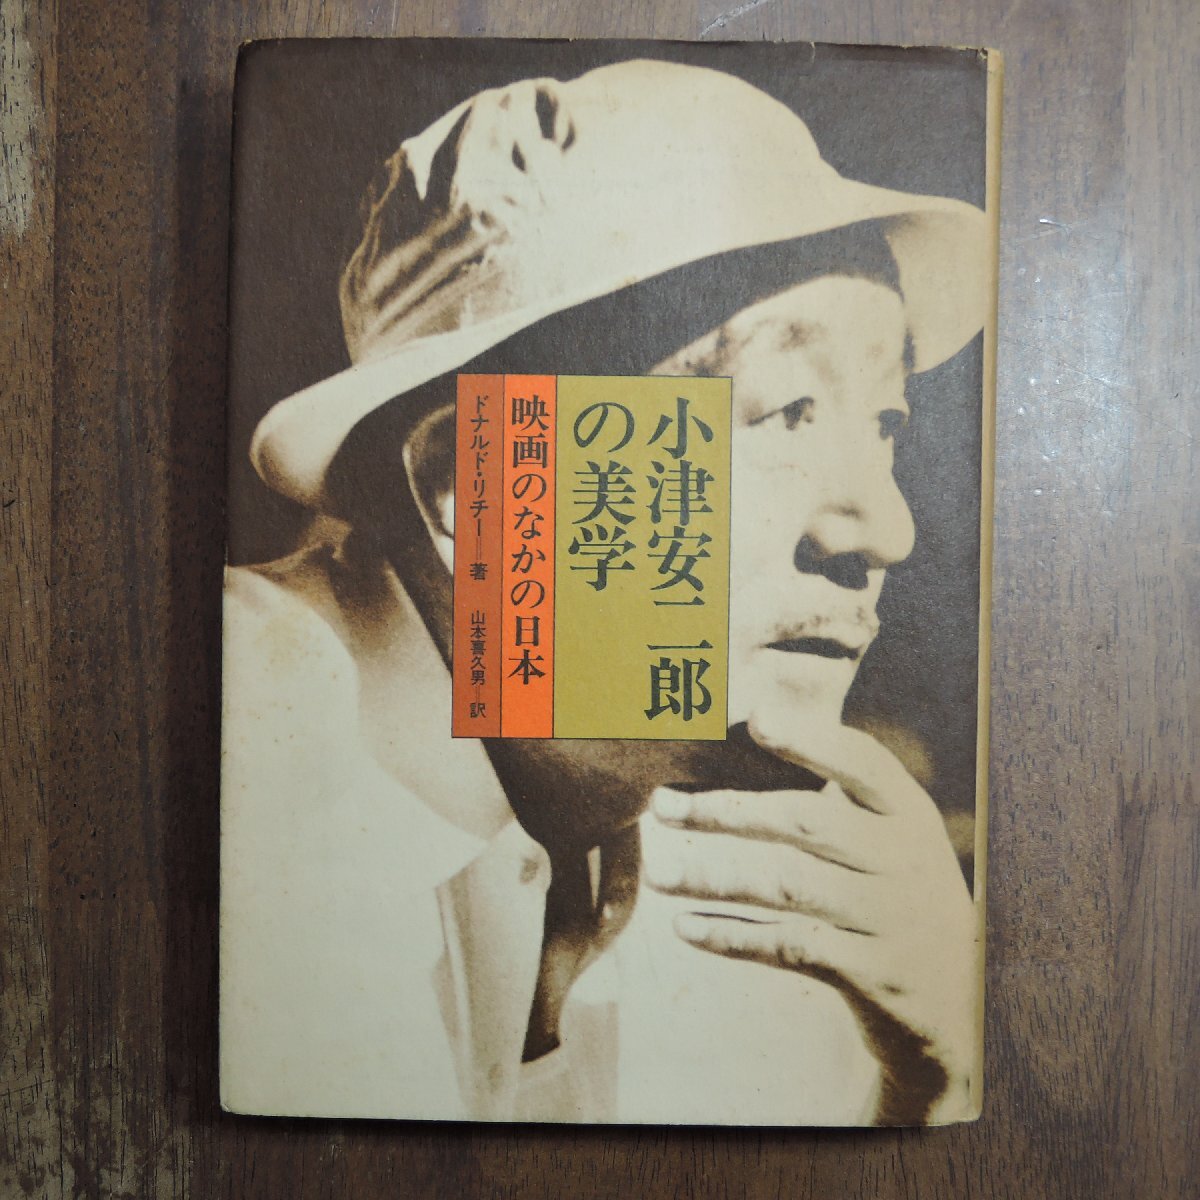 小津安二郎
の美学
映画のなかの日本
ドナルド・リチー＝著
山本喜久男＝訳